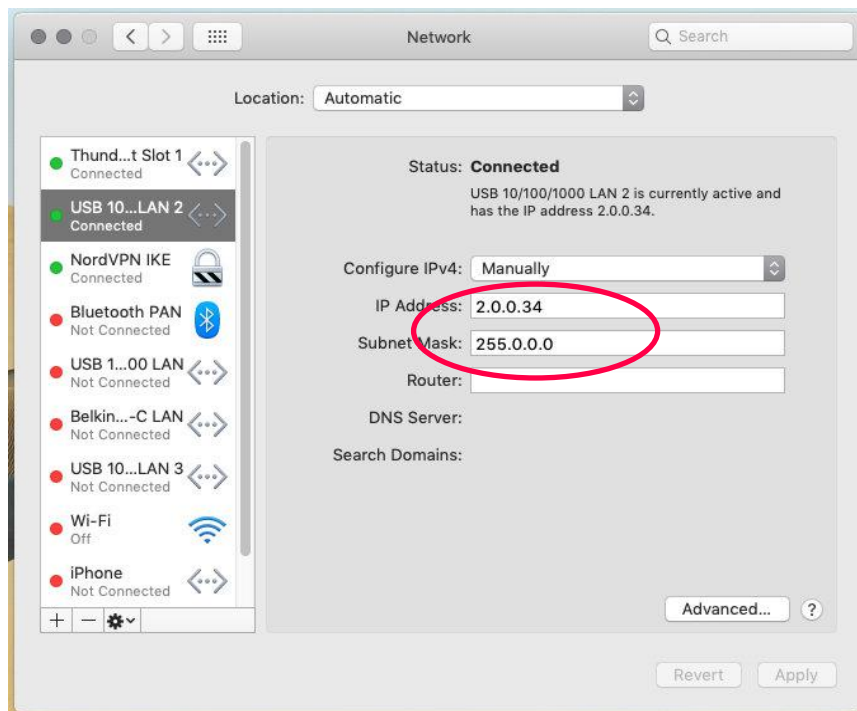 Network
Search
Location: Automatic
Thund...t Slot 1
Connected
USB 10...LAN 2
Connected
NordVPN IKE
Connected
Bluetooth PAN
Not Connected
USB 1...00 LAN
Not Connected
Belkin...-C LAN
Not Connected
USB 10...LAN 3
Not Connected
Wi-Fi
Off
iPhone
Not Connected
Status: Connected
USB 10/100/1000 LAN 2 is currently active and
has the IP address 2.0.0.34.
Configure IPv4: Manually
IP Address: 2.0.0.34
Subnet Mask: 255.0.0.0
Router:
DNS Server:
Search Domains:
Advanced... ?
Revert Apply